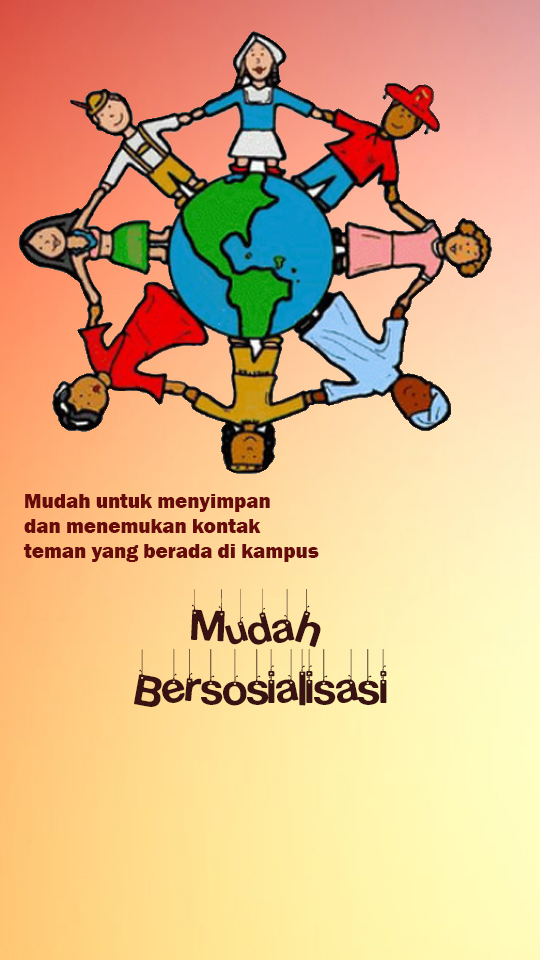 Mudah untuk menyimpan
dan menemukan kontak
teman yang berada di kampus
Mudah
Bersosialisasi